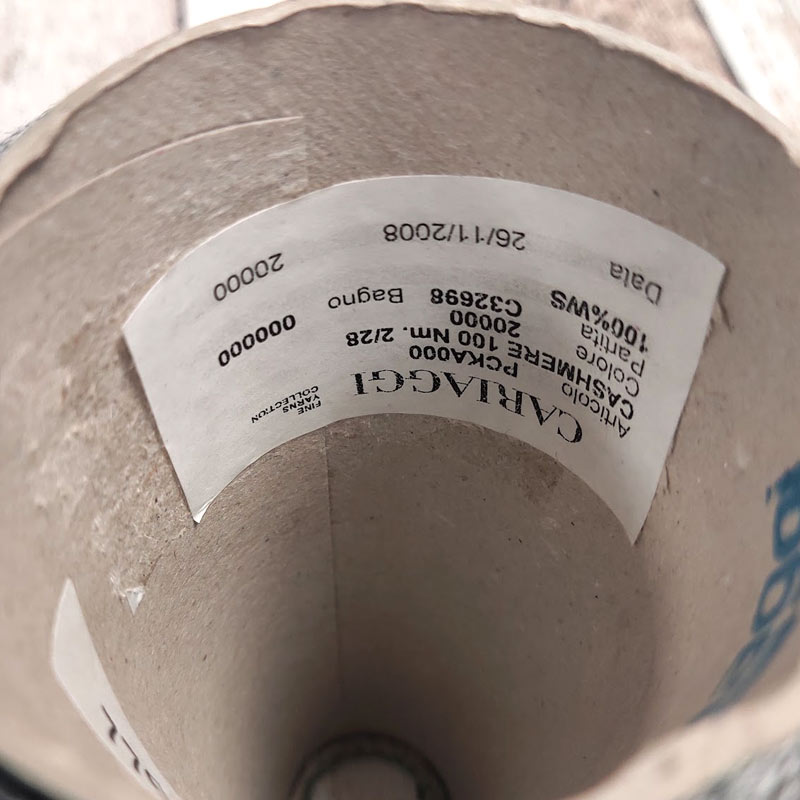 CARIAGGI FINE YARNS COLLECTION
Articolo PCKA000
CASHMERE 100 Nm. 2/28
Colore 20000 000000
Partita G32698 Bagno
100%WS
Data 26/11/2008 20000